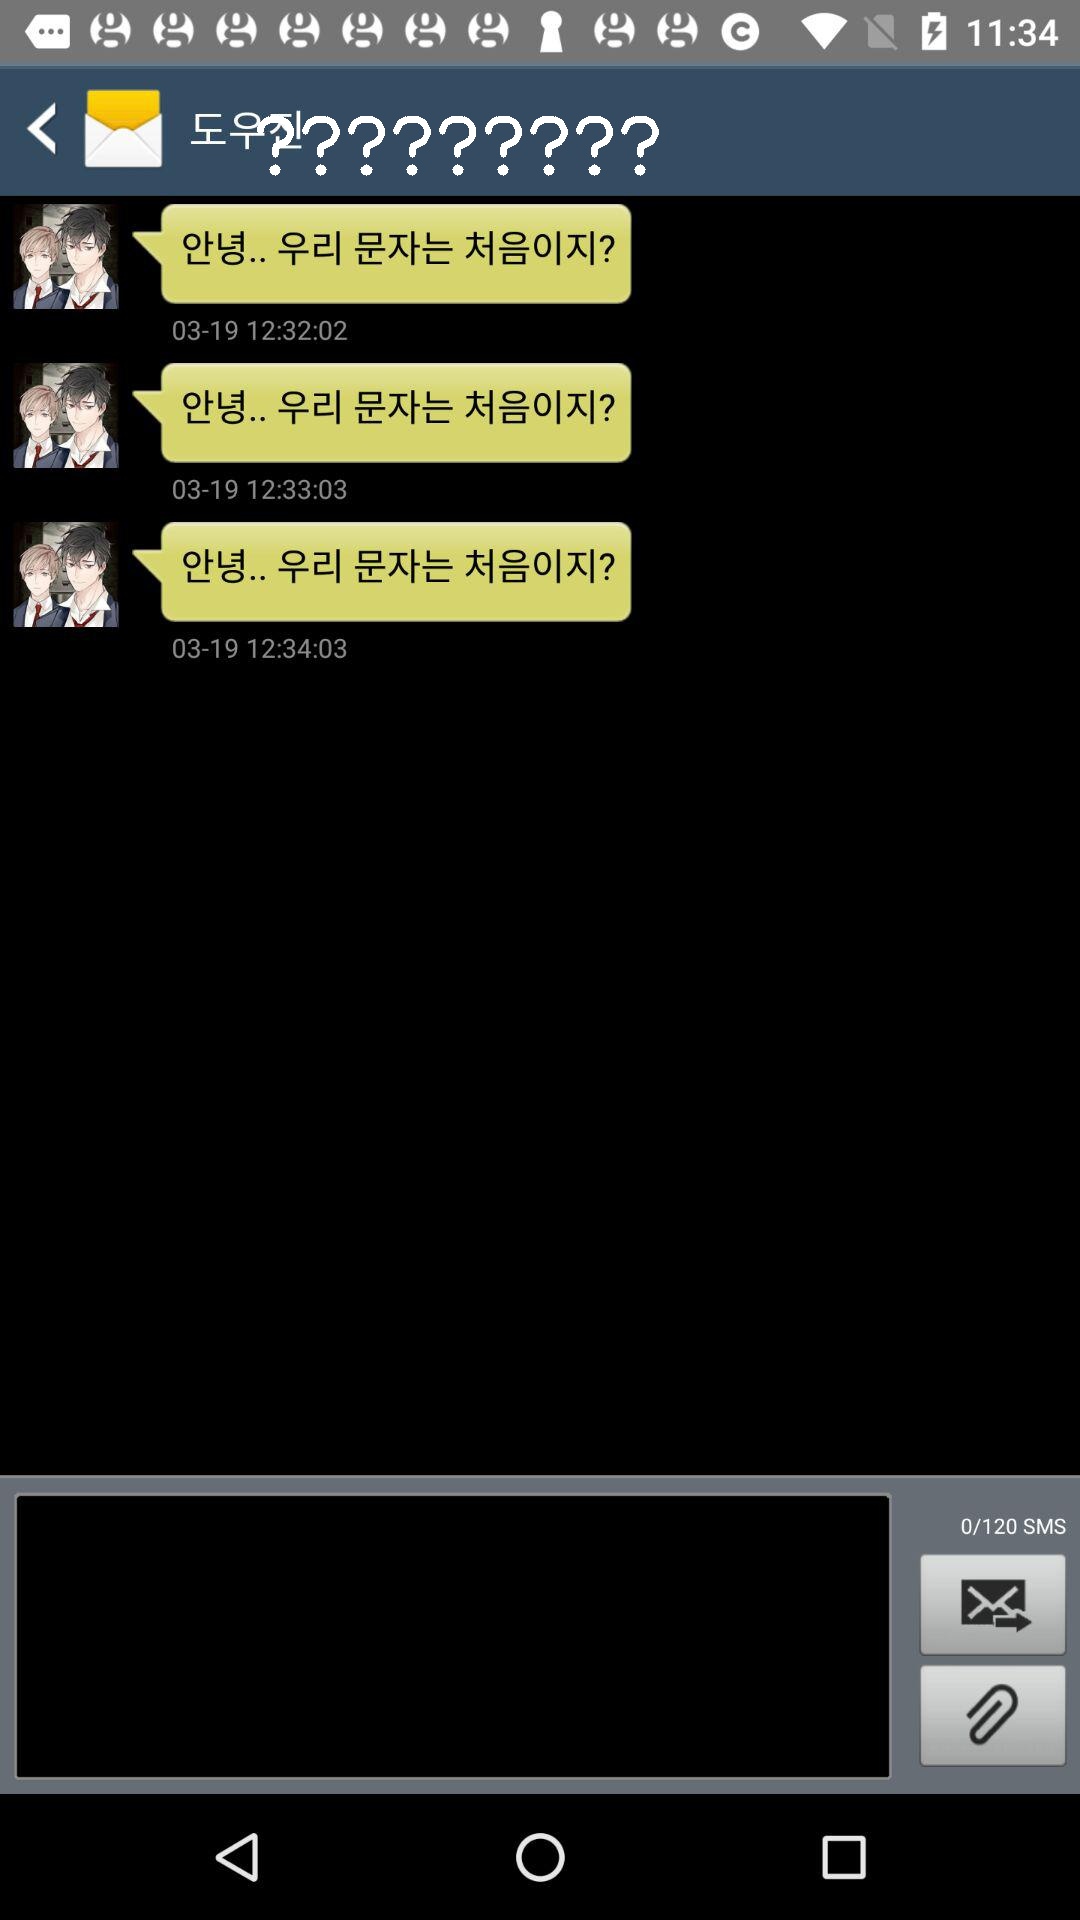 11:34
도우진
?????????
안녕.. 우리 문자는 처음이지?
03-19 12:32:02
안녕.. 우리 문자는 처음이지?
03-19 12:33:03
안녕.. 우리 문자는 처음이지?
03-19 12:34:03
0/120 SMS